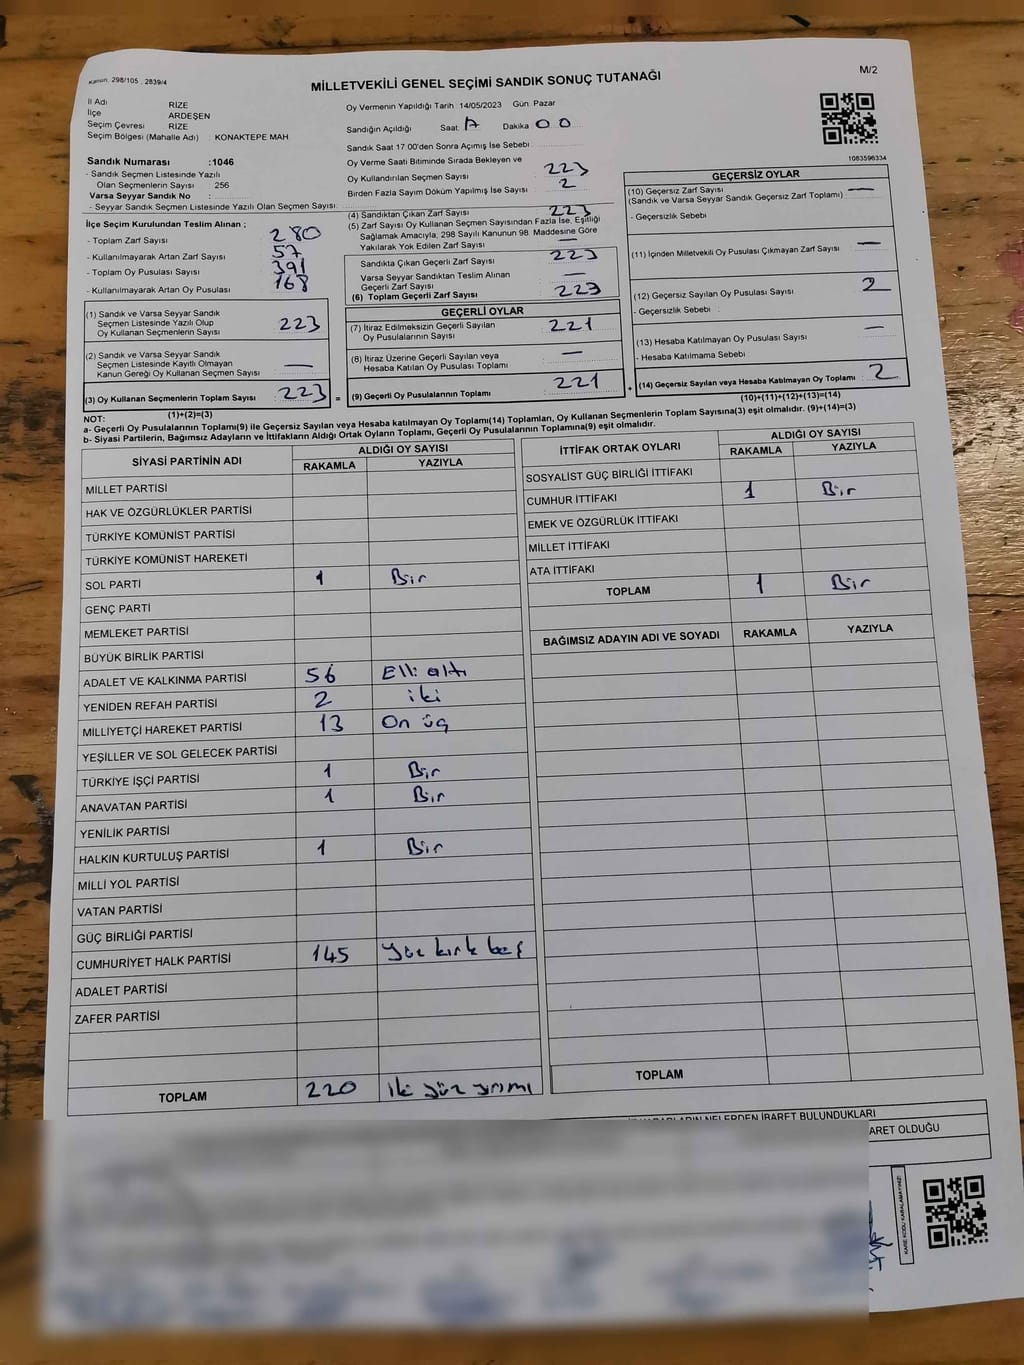 Kanun: 298/105 , 2839/4
MİLLETVEKİLİ GENEL SEÇİMİ SANDIK SONUÇ TUTANAĞI
M/2
İl Adı RİZE
İlçe ARDEŞEN
Seçim Çevresi RİZE
Seçim Bölgesi (Mahalle Adı) : KONAKTEPE MAH
Sandık Numarası :1046
- Sandık Seçmen Listesinde Yazılı
Olan Seçmenlerin Sayısı : 256
Varsa Seyyar Sandık No :
- Seyyar Sandık Seçmen Listesinde Yazılı Olan Seçmen Sayısı:
İlçe Seçim Kurulundan Teslim Alınan ;
- Toplam Zarf Sayısı 280
- Kullanılmayarak Artan Zarf Sayısı 57
- Toplam Oy Pusulası Sayısı 391
- Kullanılmayarak Artan Oy Pusulası 168
(1) Sandık ve Varsa Seyyar Sandık
Seçmen Listesinde Yazılı Olup
Oy Kullanan Seçmenlerin Sayısı 223
(2) Sandık ve Varsa Seyyar Sandık
Seçmen Listesinde Kayıtlı Olmayan
Kanun Gereği Oy Kullanan Seçmen Sayısı —
(3) Oy Kullanan Seçmenlerin Toplam Sayısı 223 =
(1)+(2)=(3)
Oy Vermenin Yapıldığı Tarih 14/05/2023 Gün Pazar
Sandığın Açıldığı Saat Dakika 00
Sandık Saat 17:00'den Sonra Açımış İse Sebebi
Oy Verme Saati Bitiminde Sırada Bekleyen ve
Oy Kullandırılan Seçmen Sayısı 223
Birden Fazla Sayım Döküm Yapılmış İse Sayısı 2
(4) Sandıktan Çıkan Zarf Sayısı 223
(5) Zarf Sayısı Oy Kullanan Seçmen Sayısından Fazla İse, Eşitliği
Sağlamak Amacıyla, 298 Sayılı Kanunun 98. Maddesine Göre
Yakılarak Yok Edilen Zarf Sayısı —
Sandıkta Çıkan Geçerli Zarf Sayısı 223
Varsa Seyyar Sandıktan Teslim Alınan
Geçerli Zarf Sayısı —
(6) Toplam Geçerli Zarf Sayısı 223
GEÇERLİ OYLAR
(7) İtiraz Edilmeksizin Geçerli Sayılan
Oy Pusulalarının Sayısı 221
(8) İtiraz Üzerine Geçerli Sayılan veya
Hesaba Katılan Oy Pusulası Toplamı —
(9) Geçerli Oy Pusulalarının Toplamı 221 +
1083596334
GEÇERSİZ OYLAR
(10) Geçersiz Zarf Sayısı —
(Sandık ve Varsa Seyyar Sandık Geçersiz Zarf Toplamı)
- Geçersizlik Sebebi
(11) İçinden Milletvekili Oy Pusulası Çıkmayan Zarf Sayısı —
(12) Geçersiz Sayılan Oy Pusulası Sayısı 2
- Geçersizlik Sebebi :
(13) Hesaba Katılmayan Oy Pusulası Sayısı —
- Hesaba Katılmama Sebebi
(14) Geçersiz Sayılan veya Hesaba Katılmayan Oy Toplamı 2
(10)+(11)+(12)+(13)=(14)
NOT:
a- Geçerli Oy Pusulalarının Toplamı(9) ile Geçersiz Sayılan veya Hesaba katılmayan Oy Toplamı(14) Toplamları, Oy Kullanan Seçmenlerin Toplam Sayısına(3) eşit olmalıdır. (9)+(14)=(3)
b- Siyasi Partilerin, Bağımsız Adayların ve İttifakların Aldığı Ortak Oyların Toplamı, Geçerli Oy Pusulalarının Toplamına(9) eşit olmalıdır.
SİYASİ PARTİNİN ADI
ALDIĞI OY SAYISI
RAKAMLA YAZIYLA
MİLLET PARTİSİ
HAK VE ÖZGÜRLÜKLER PARTİSİ
TÜRKİYE KOMÜNİST PARTİSİ
TÜRKİYE KOMÜNİST HAREKETİ
SOL PARTİ 1 Bir
GENÇ PARTİ
MEMLEKET PARTİSİ
BÜYÜK BİRLİK PARTİSİ
ADALET VE KALKINMA PARTİSİ 56 Elli altı
YENİDEN REFAH PARTİSİ 2 iki
MİLLİYETÇİ HAREKET PARTİSİ 13 On üç
YEŞİLLER VE SOL GELECEK PARTİSİ
TÜRKİYE İŞÇİ PARTİSİ 1 Bir
ANAVATAN PARTİSİ 1 Bir
YENİLİK PARTİSİ
HALKIN KURTULUŞ PARTİSİ 1 Bir
MİLLİ YOL PARTİSİ
VATAN PARTİSİ
GÜÇ BİRLİĞİ PARTİSİ
CUMHURİYET HALK PARTİSİ 145 Yüz kırk beş
ADALET PARTİSİ
ZAFER PARTİSİ
TOPLAM 220 iki yüz yirmi
İTTİFAK ORTAK OYLARI
ALDIĞI OY SAYISI
RAKAMLA YAZIYLA
SOSYALİST GÜÇ BİRLİĞİ İTTİFAKI
CUMHUR İTTİFAKI 1 Bir
EMEK VE ÖZGÜRLÜK İTTİFAKI
MİLLET İTTİFAKI
ATA İTTİFAKI
TOPLAM 1 Bir
BAĞIMSIZ ADAYIN ADI VE SOYADI RAKAMLA YAZIYLA
TOPLAM
NELERDEN İBARET BULUNDUKLARI
ARET OLDUĞU
KARE KODU KARALAMAYINIZ!